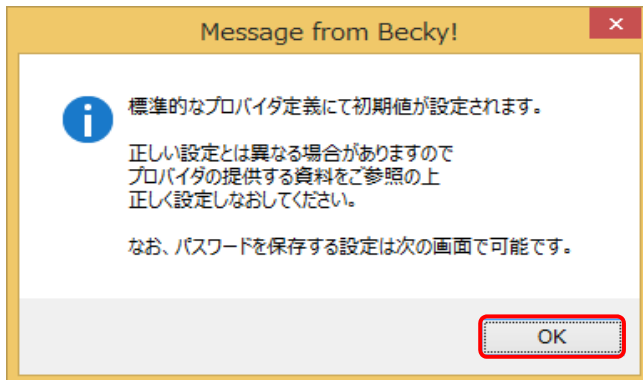 Message from Becky!
標準的なプロバイダ定義にて初期値が設定されます。
正しい設定とは異なる場合がありますので
プロバイダの提供する資料をご参照の上
正しく設定しなおしてください。
なお、パスワードを保存する設定は次の画面で可能です。
OK